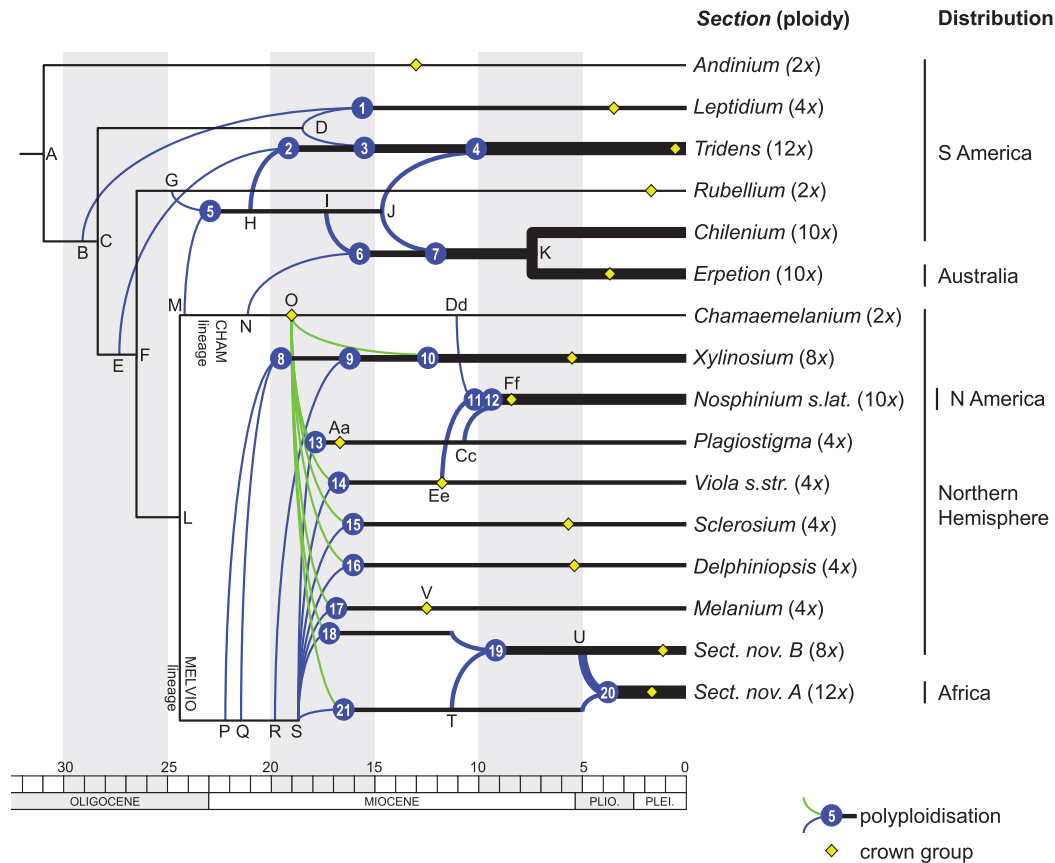 Section (ploidy) Distribution
Andinium (2x)
1 Leptidium (4x)
D
2 3 4 Tridens (12x) S America
A
G Rubellium (2x)
5 H I J
B C Chilenium (10x)
6 7 K
Erpetion (10x) Australia
M N O Dd Chamaemelanium (2x)
CHAM
lineage
E F 8 9 10 Xylinosium (8x)
11 12 Ff Nosphinium s.lat. (10x) N America
13 Aa Cc Plagiostigma (4x)
14 Ee Viola s.str. (4x)
Northern
Hemisphere
L 15 Sclerosium (4x)
16 Delphiniopsis (4x)
17 V Melanium (4x)
18 19 U Sect. nov. B (8x)
MELVIO
lineage
20 Sect. nov. A (12x) Africa
21 T
P Q R S
30 25 20 15 10 5 0
OLIGOCENE MIOCENE PLIO. PLEI.
5 polyploidisation
crown group